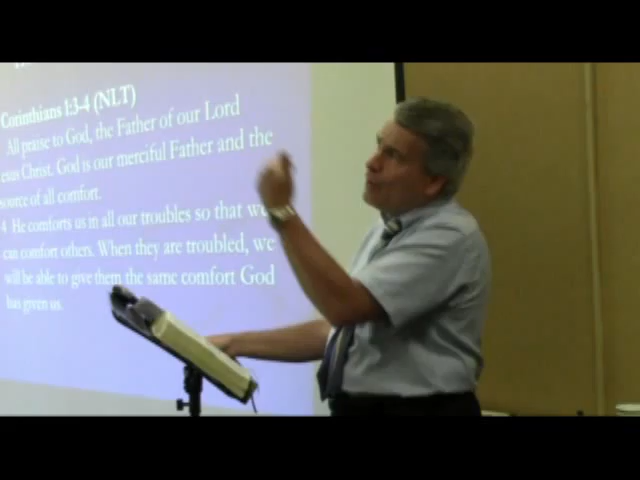 Corinthians 1:3-4 (NLT)
All praise to God, the Father of our Lord
esus Christ. God is our merciful Father and the
source of all comfort.
4 He comforts us in all our troubles so that we
can comfort others. When they are troubled, we
will be able to give them the same comfort God
has given us.